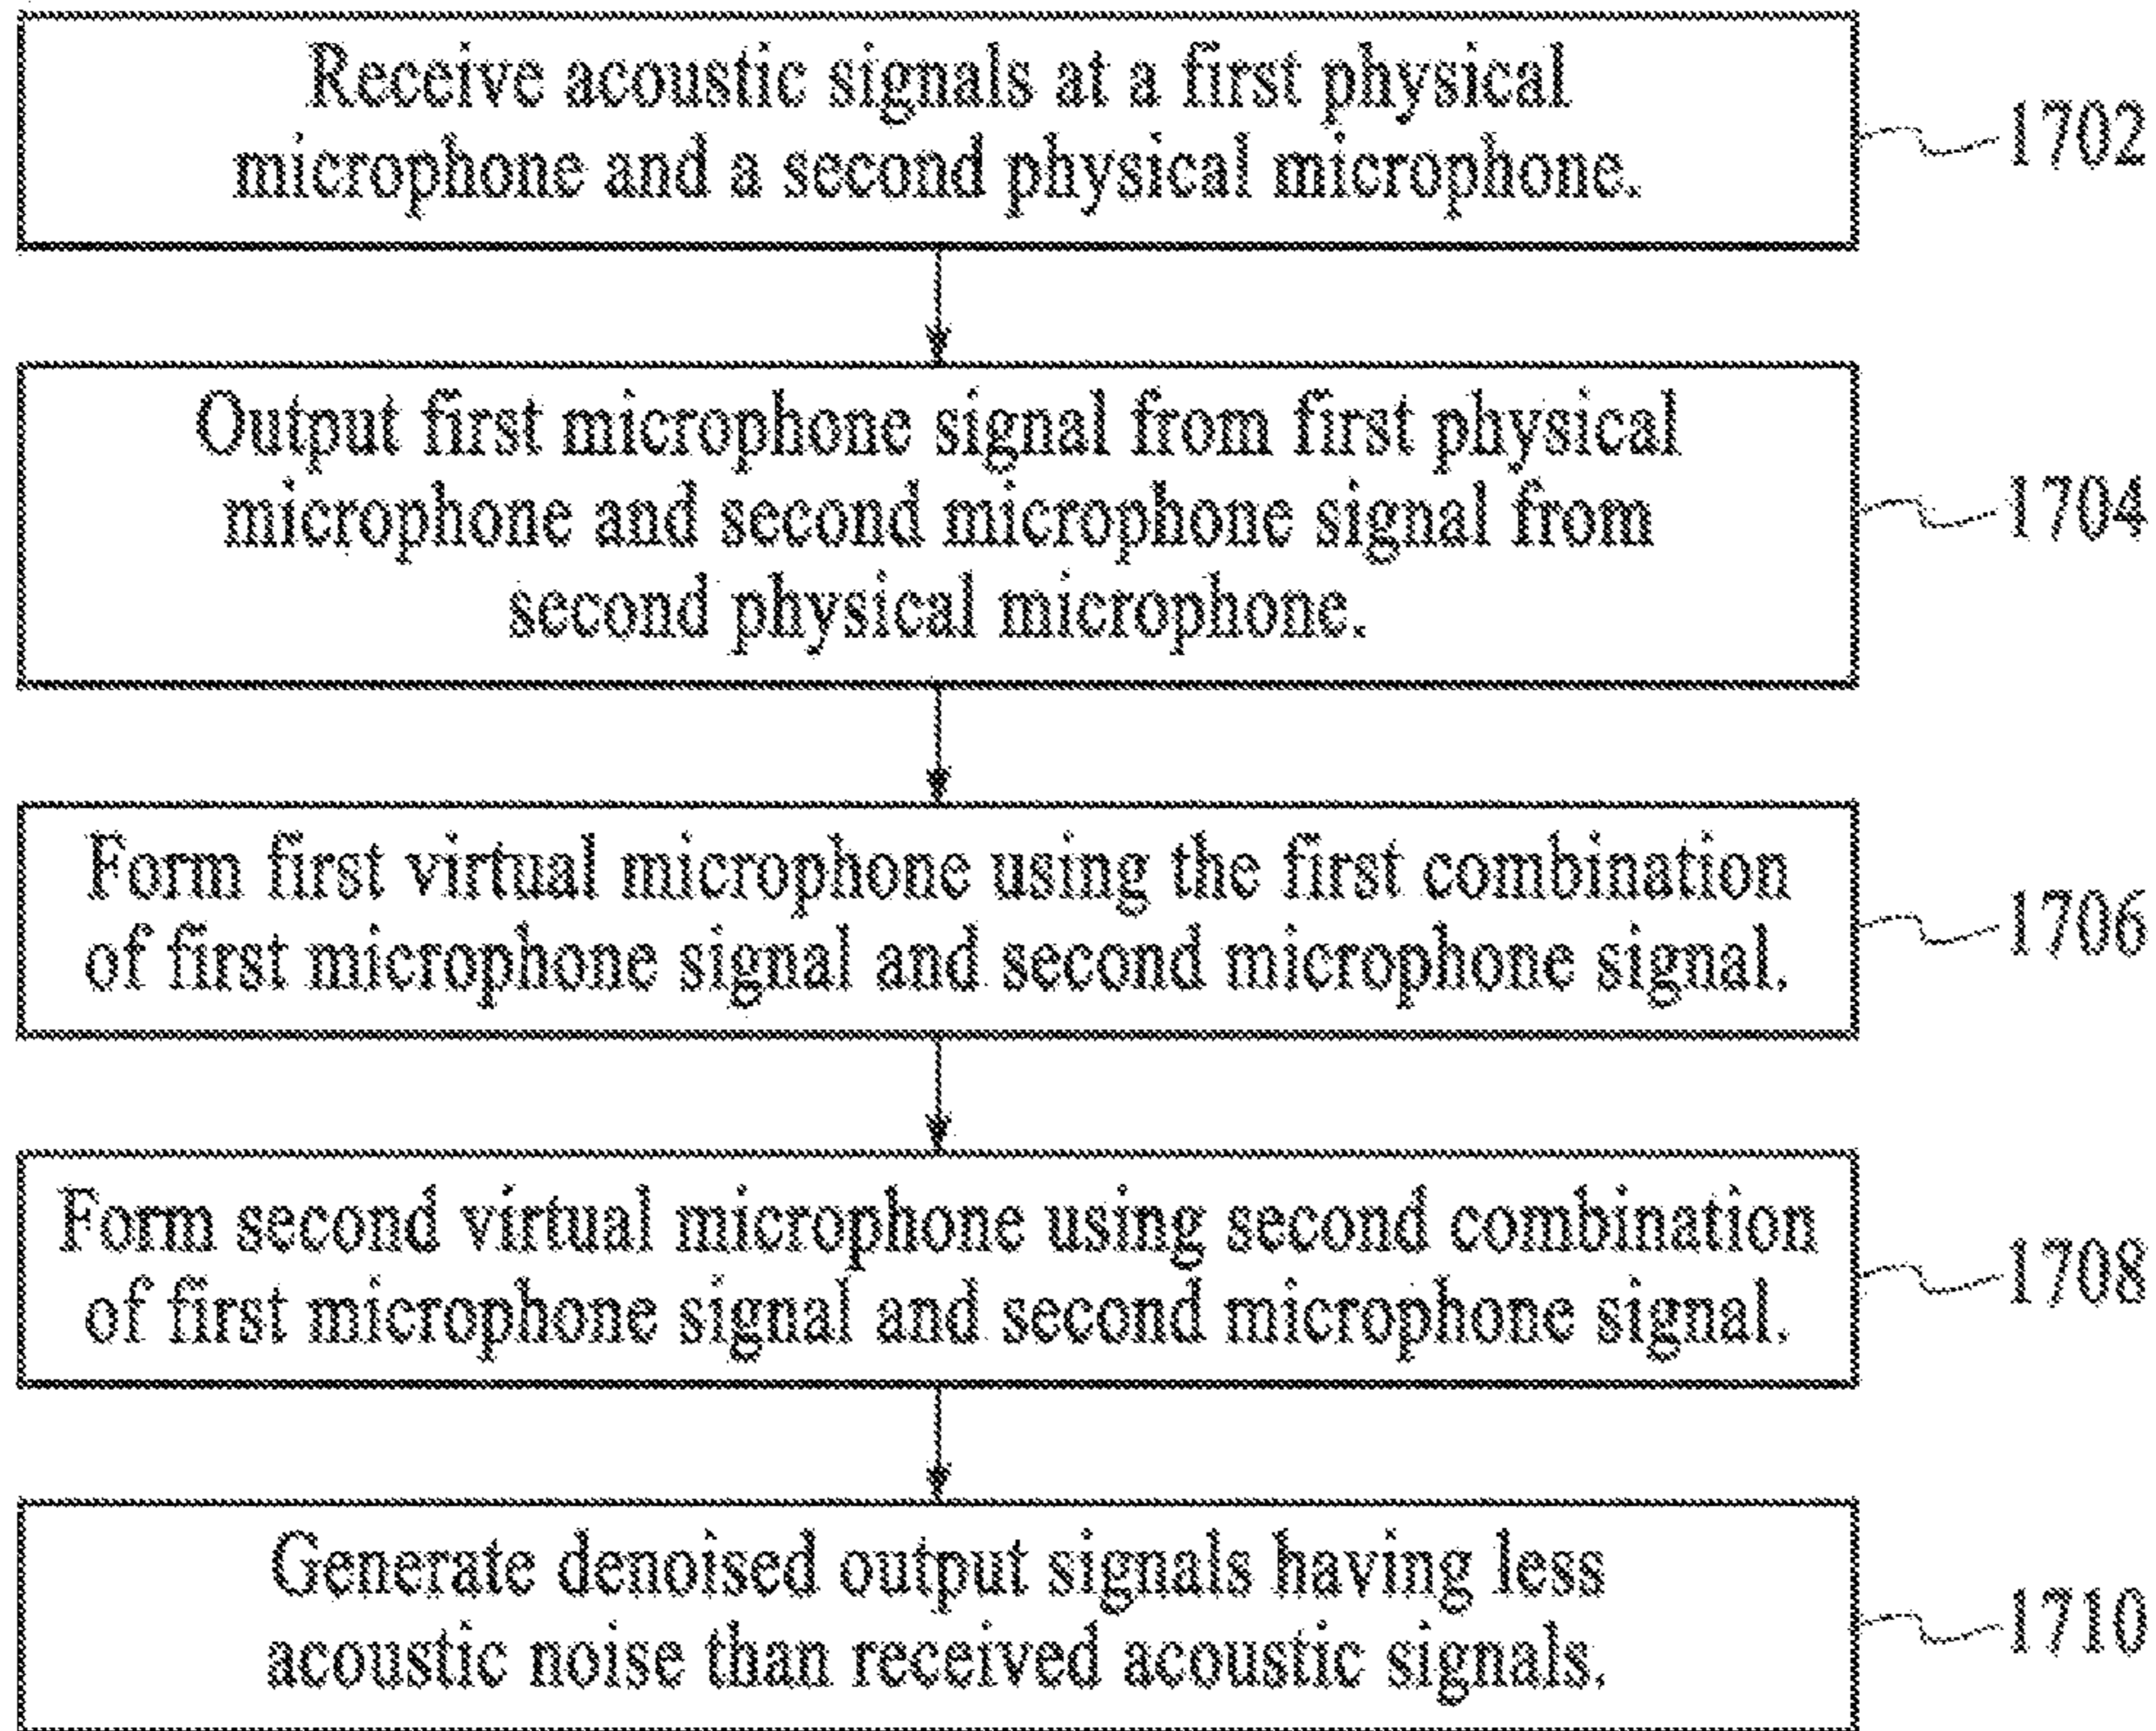 Receive acoustic signals at a first physical
microphone and a second physical microphone.
1702
Output first microphone signal from first physical
microphone and second microphone signal from
second physical microphone.
1704
Form first virtual microphone using the first combination
of first microphone signal and second microphone signal.
1706
Form second virtual microphone using second combination
of first microphone signal and second microphone signal.
1708
Generate denoised output signals having less
acoustic noise than received acoustic signals.
1710